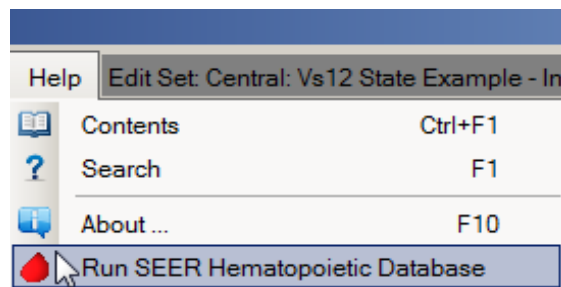 Help Edit Set: Central: Vs12 State Example - In
Contents Ctrl+F1
Search F1
About ... F10
Run SEER Hematopoietic Database